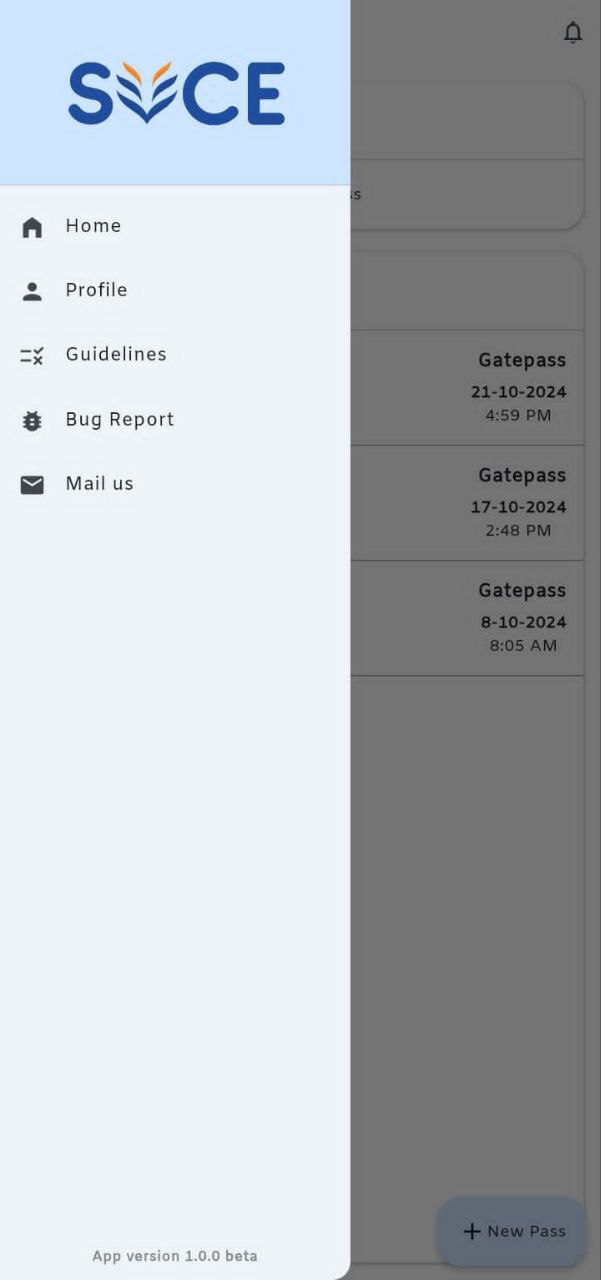 SVCE
Home
Profile
Guidelines
Bug Report
Mail us
App version 1.0.0 beta
Gatepass
21-10-2024
4:59 PM
Gatepass
17-10-2024
2:48 PM
Gatepass
8-10-2024
8:05 AM
+ New Pass